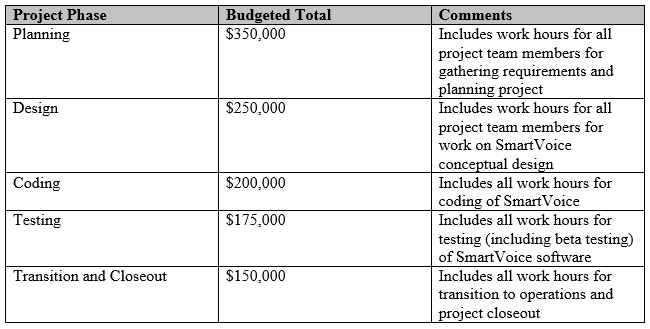 Project Phase Budgeted Total Comments
Planning $350,000 Includes work hours for all
project team members for
gathering requirements and
planning project
Design $250,000 Includes work hours for all
project team members for
work on SmartVoice
conceptual design
Coding $200,000 Includes all work hours for
coding of SmartVoice
Testing $175,000 Includes all work hours for
testing (including beta testing)
of SmartVoice software
Transition and Closeout $150,000 Includes all work hours for
transition to operations and
project closeout